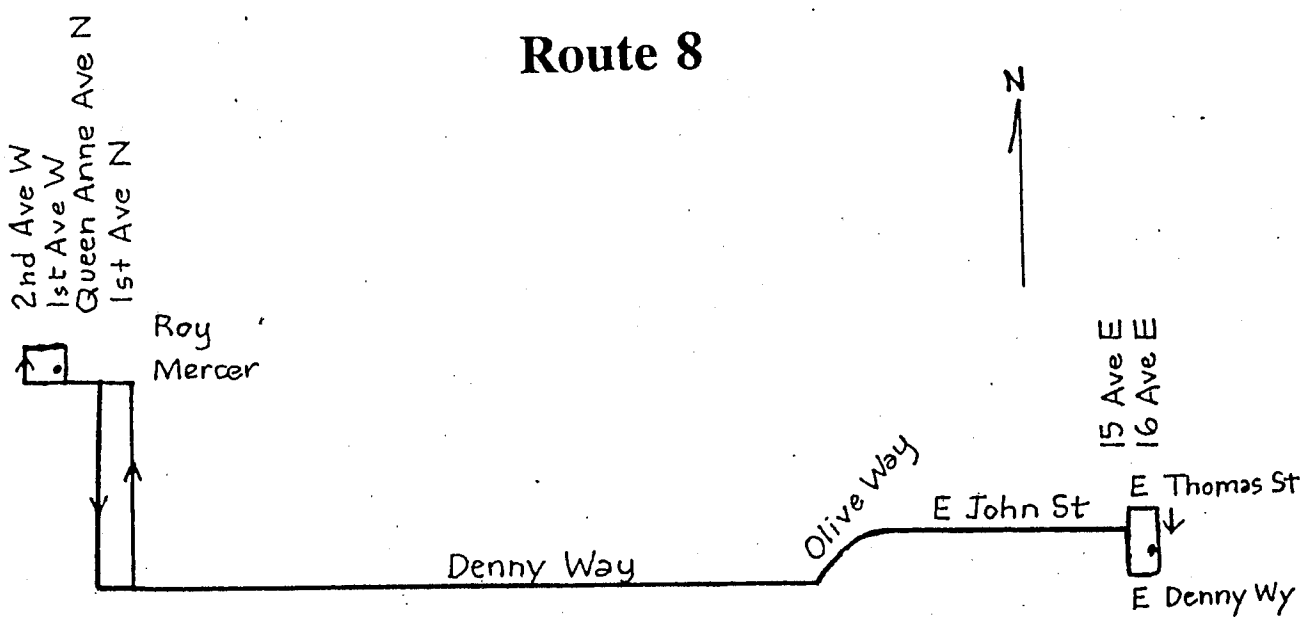 Route 8
N
2nd Ave W
1st Ave W
Queen Anne Ave N
1st Ave N
Roy
Mercer
15 Ave E
16 Ave E
Olive Way
E John St
E Thomas St
Denny Way
E Denny Wy